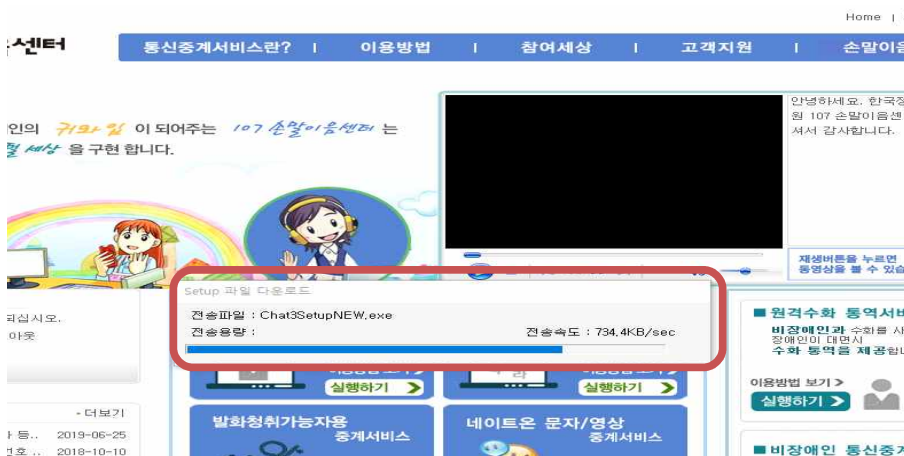 Home |
센터
통신중계서비스란? | 이용방법 | 참여세상 | 고객지원 | 손말이음
인의 귀와 입 이 되어주는 107 손말이음센터 는
세상 을 구현 합니다.
안녕하세요. 한국정
원 107 손말이음센
셔서 감사합니다.
재생버튼을 누르면
동영상을 볼 수 있습
Setup 파일 다운로드
전송파일 : Chat3SetupNEW.exe
전송용량 : 전송속도 : 734.4KB/sec
되십시오.
아웃
실행하기
실행하기
원격수화 통역서비
비장애인과 수화를 사
장애인이 대면시
수화 통역을 제공합니
이용방법 보기 >
실행하기
- 더보기
등.. 2019-06-25
번호 .. 2018-10-10
발화청취가능자용
중계서비스
네이트온 문자/영상
중계서비스
비장애인 통신중계